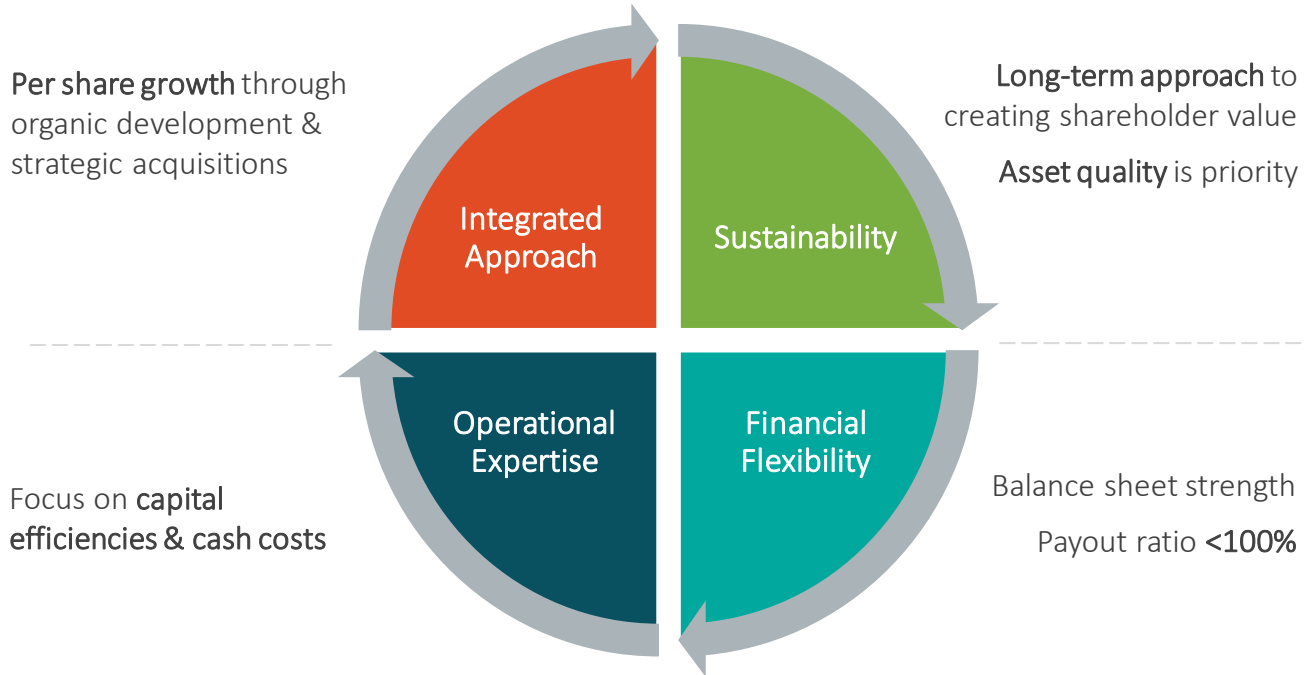 Per share growth through
organic development &
strategic acquisitions
Integrated
Approach
Sustainability
Long-term approach to
creating shareholder value
Asset quality is priority
Focus on capital
efficiencies & cash costs
Operational
Expertise
Financial
Flexibility
Balance sheet strength
Payout ratio <100%